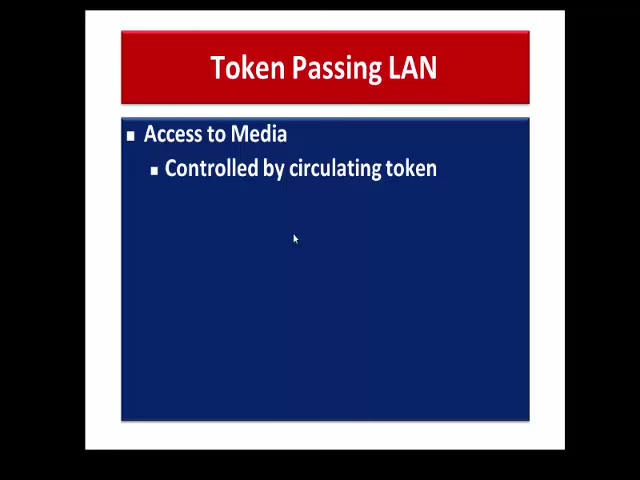 Token Passing LAN
Access to Media
Controlled by circulating token